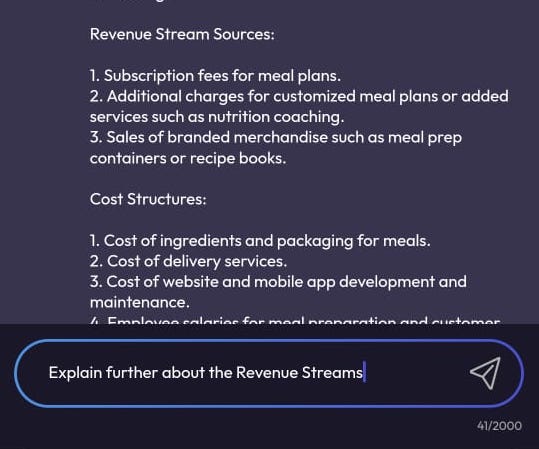 Revenue Stream Sources:
1. Subscription fees for meal plans.
2. Additional charges for customized meal plans or added
services such as nutrition coaching.
3. Sales of branded merchandise such as meal prep
containers or recipe books.
Cost Structures:
1. Cost of ingredients and packaging for meals.
2. Cost of delivery services.
3. Cost of website and mobile app development and
maintenance.
4. Employee salaries for meal preparation and customer
Explain further about the Revenue Streams
41/2000